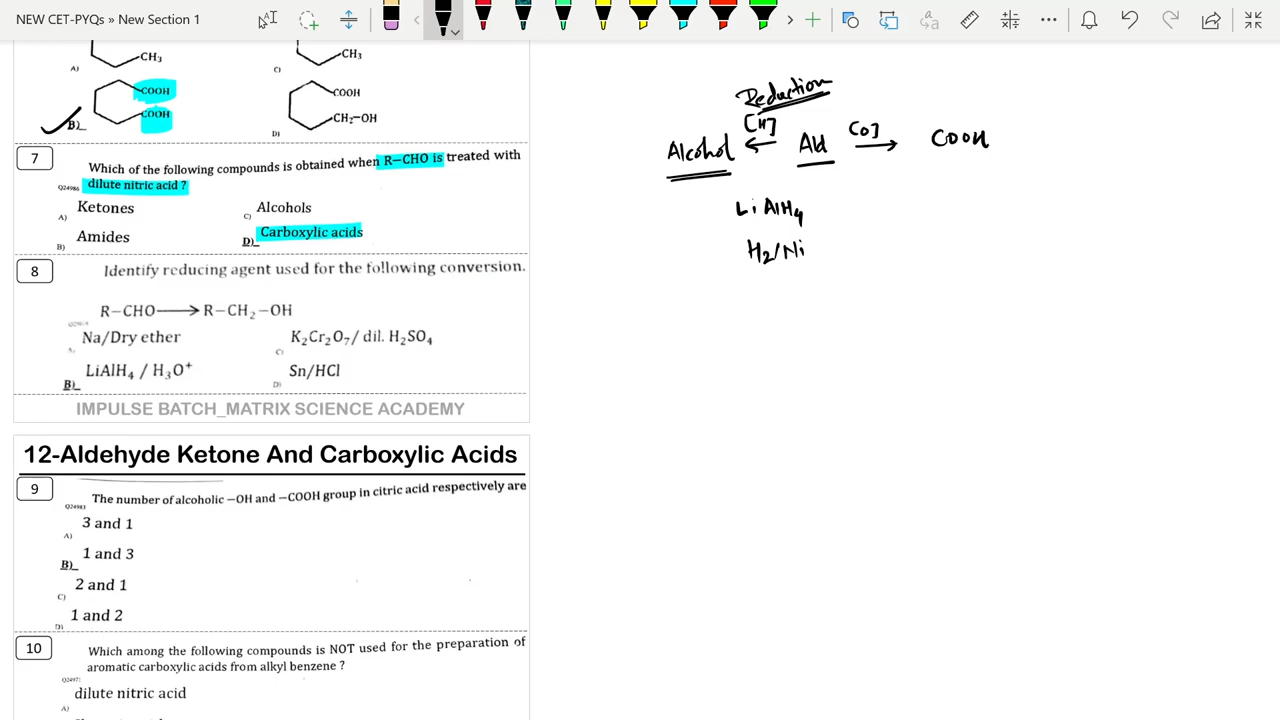 NEW CET-PYQs » New Section 1
CH3
CH3
A)
C)
COOH
COOH
B)
COOH
CH2-OH
D)
7
Which of the following compounds is obtained when R-CHO is treated with
dilute nitric acid ?
Q24986
Ketones
A)
Alcohols
C)
Amides
B)
Carboxylic acids
D)
8
Identify reducing agent used for the following conversion.
R-CHO⟶R-CH2-OH
Na/Dry ether
K2Cr2O7/ dil. H2SO4
C)
LiAlH4 / H3O+
B)
Sn/HCl
D)
IMPULSE BATCH_MATRIX SCIENCE ACADEMY
12-Aldehyde Ketone And Carboxylic Acids
9
The number of alcoholic -OH and -COOH group in citric acid respectively are
Q24983
3 and 1
A)
1 and 3
B)
2 and 1
C)
1 and 2
D)
10
Which among the following compounds is NOT used for the preparation of
aromatic carboxylic acids from alkyl benzene ?
Q24971
dilute nitric acid
A)
Reduction
Alcohol [H] ← Ald [O] → COOH
LiAlH4
H2/Ni